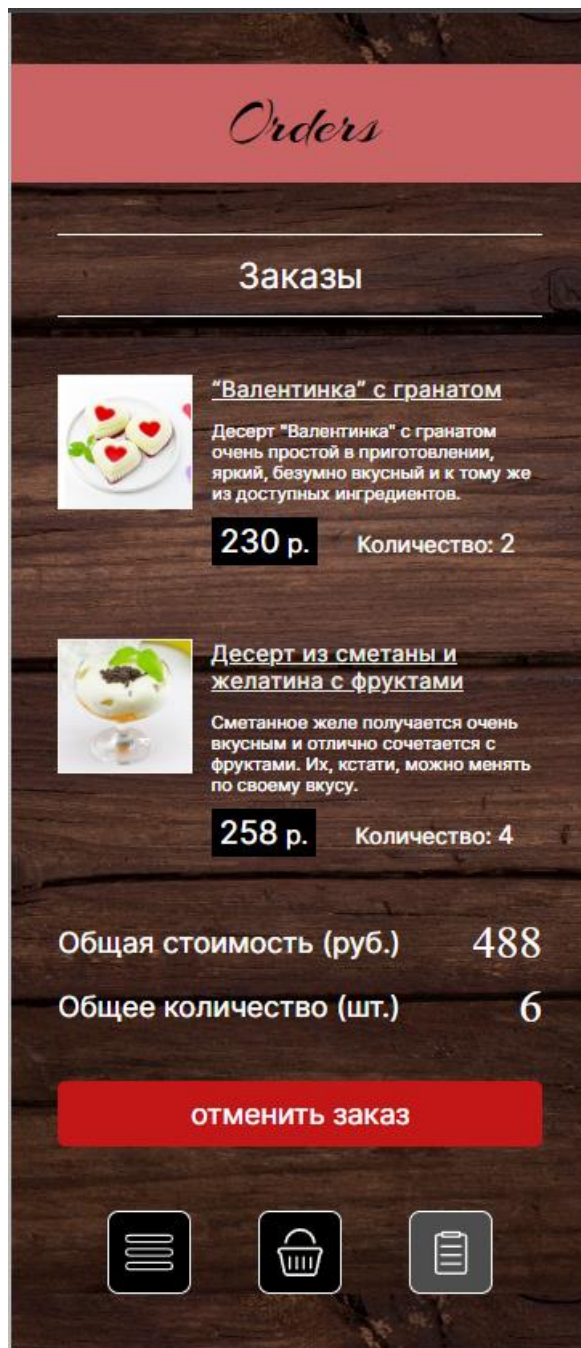 Orders
Заказы
“Валентинка” с гранатом
Десерт "Валентинка" с гранатом
очень простой в приготовлении,
яркий, безумно вкусный и к тому же
из доступных ингредиентов.
230 р. Количество: 2
Десерт из сметаны и
желатина с фруктами
Сметанное желе получается очень
вкусным и отлично сочетается с
фруктами. Их, кстати, можно менять
по своему вкусу.
258 р. Количество: 4
Общая стоимость (руб.) 488
Общее количество (шт.) 6
отменить заказ